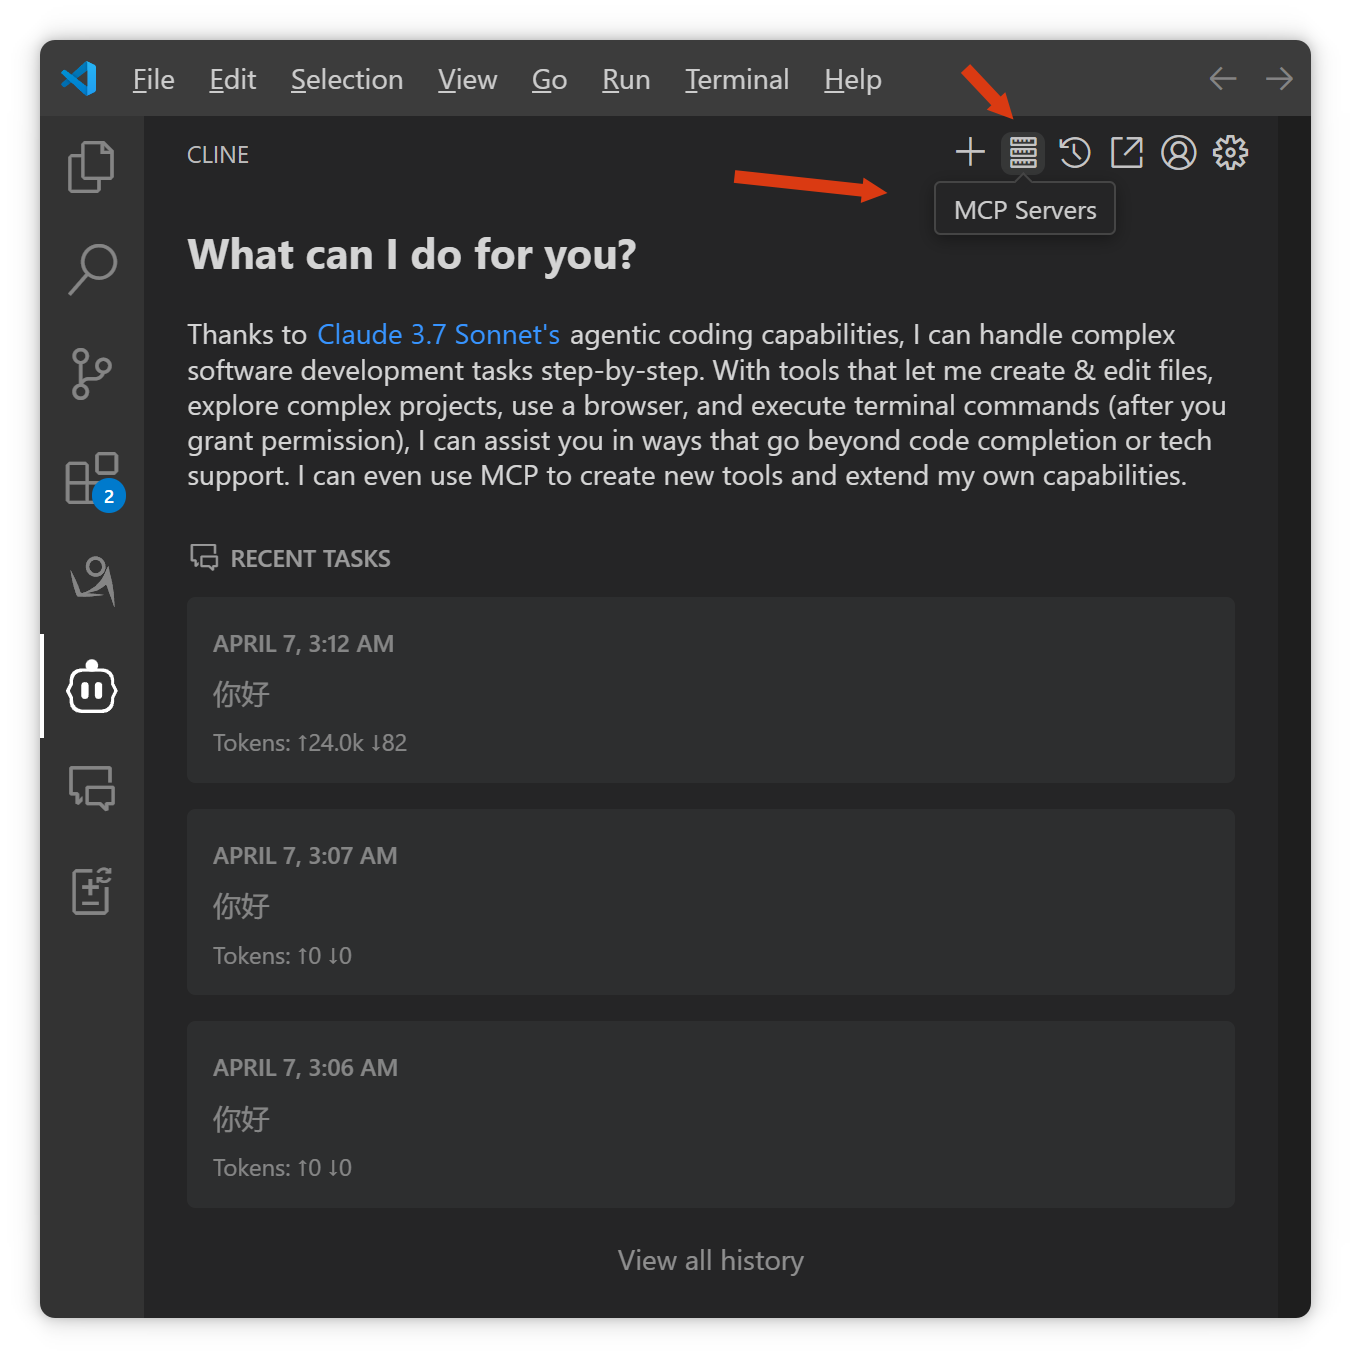 File Edit Selection View Go Run Terminal Help
CLINE
MCP Servers
What can I do for you?
Thanks to Claude 3.7 Sonnet's agentic coding capabilities, I can handle complex
software development tasks step-by-step. With tools that let me create & edit files,
explore complex projects, use a browser, and execute terminal commands (after you
grant permission), I can assist you in ways that go beyond code completion or tech
support. I can even use MCP to create new tools and extend my own capabilities.
2
RECENT TASKS
APRIL 7, 3:12 AM
你好
Tokens: ↑24.0k ↓82
APRIL 7, 3:07 AM
你好
Tokens: ↑0 ↓0
APRIL 7, 3:06 AM
你好
Tokens: ↑0 ↓0
View all history